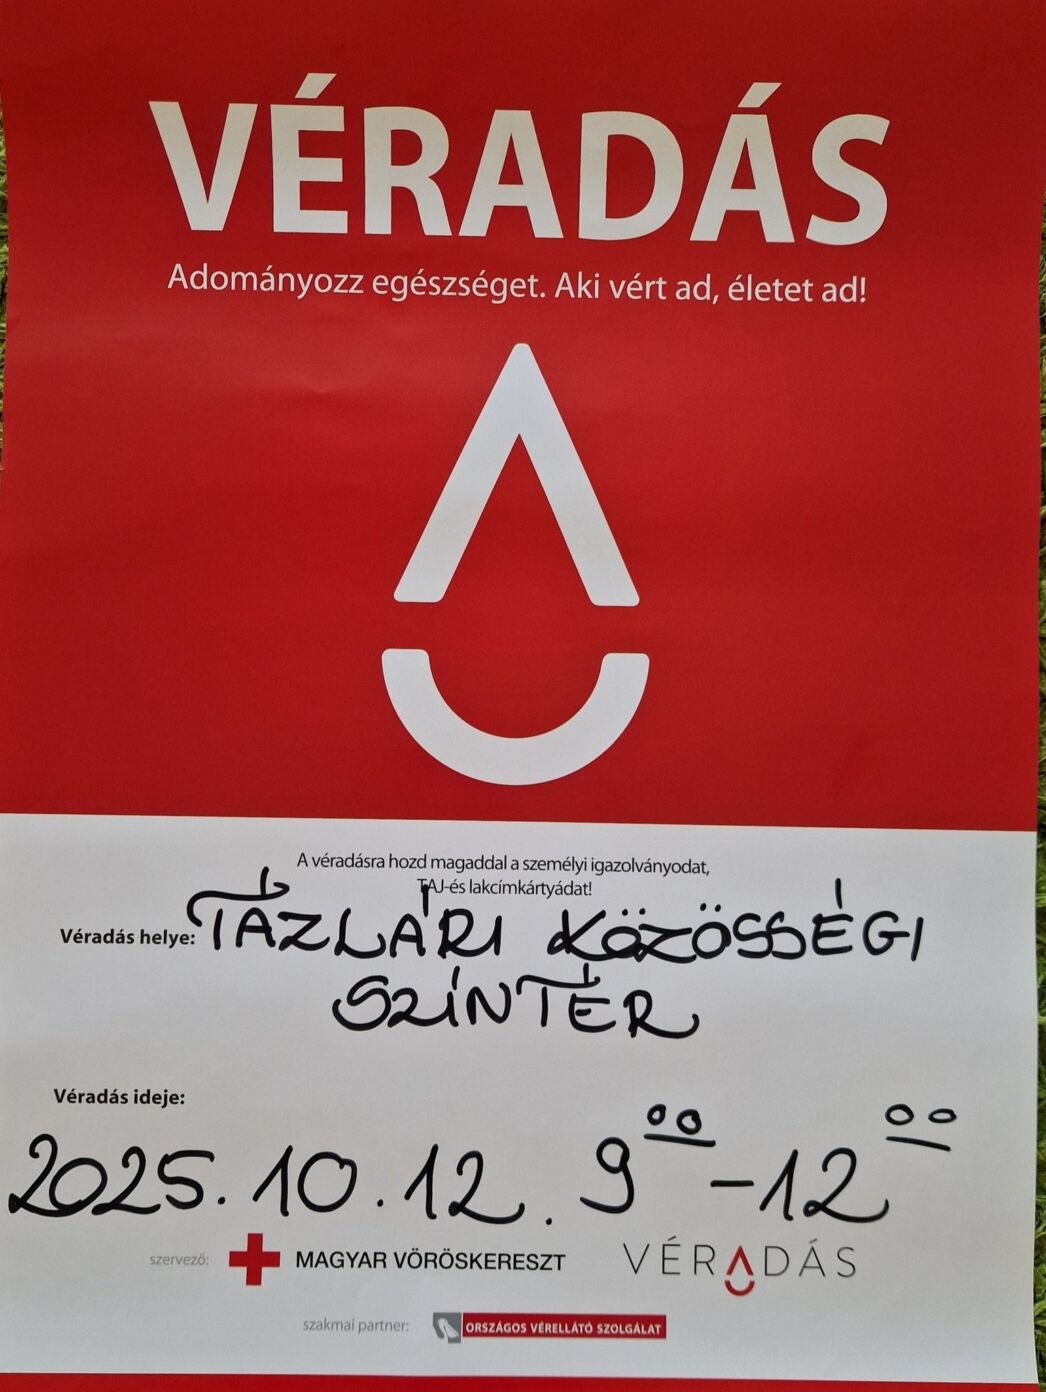 VÉRADÁS
Adományozz egészséget. Aki vért ad, életet ad!
A véradásra hozd magaddal a személyi igazolványodat,
TAJ-és lakcímkártyádat!
Véradás helye: TÁZLÁRI KÖZÖSSÉGI
SZÍNTÉR
Véradás ideje:
2025. 10. 12. 9⁰⁰-12⁰⁰
szervező: MAGYAR VÖRÖSKERESZT VÉRADÁS
szakmai partner: ORSZÁGOS VÉRELLÁTÓ SZOLGÁLAT